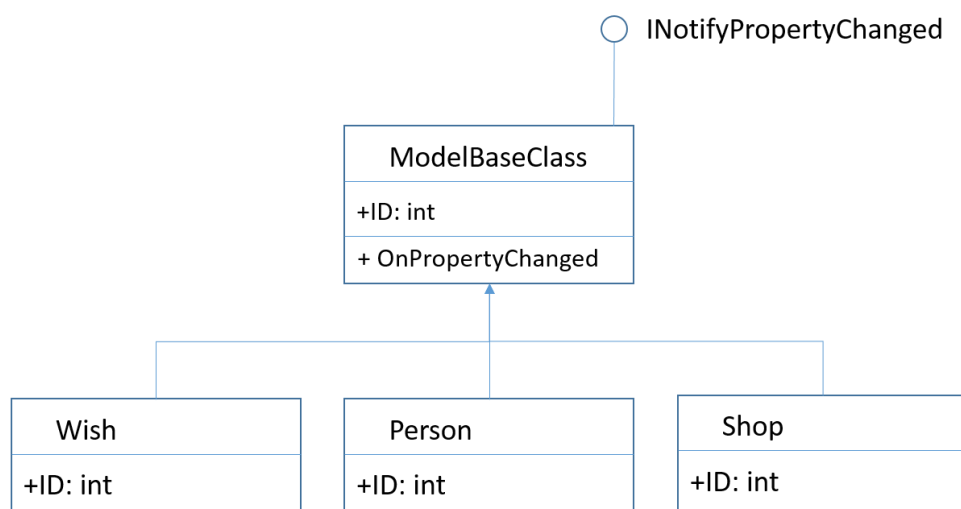 INotifyPropertyChanged
ModelBaseClass
+ID: int
+ OnPropertyChanged
Wish
Person
Shop
+ID: int
+ID: int
+ID: int